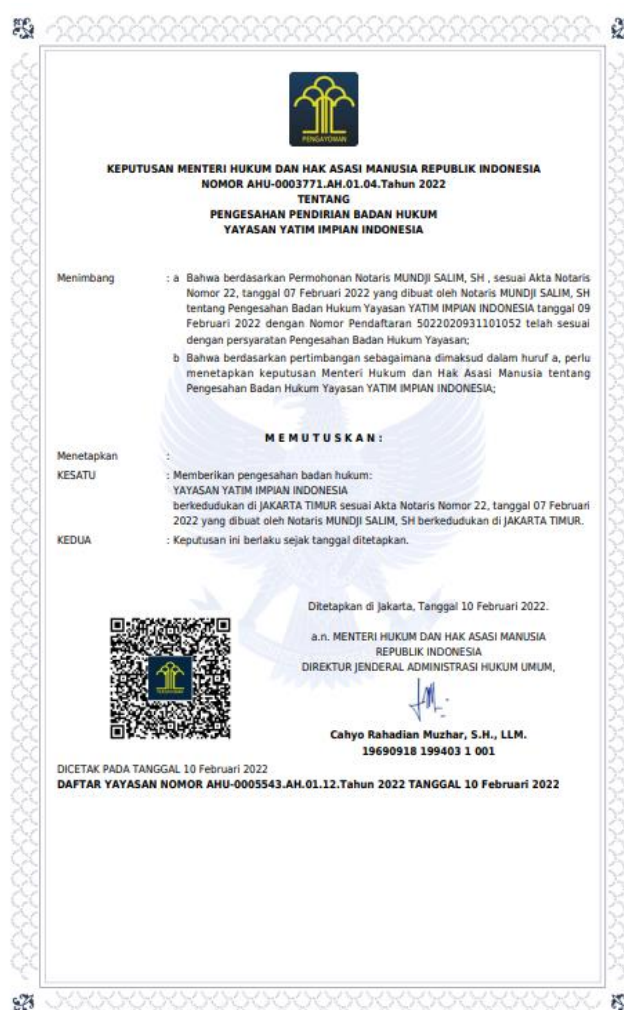 PENGAYOMAN
KEPUTUSAN MENTERI HUKUM DAN HAK ASASI MANUSIA REPUBLIK INDONESIA
NOMOR AHU-0003771.AH.01.04.Tahun 2022
TENTANG
PENGESAHAN PENDIRIAN BADAN HUKUM
YAYASAN YATIM IMPIAN INDONESIA
Menimbang : a Bahwa berdasarkan Permohonan Notaris MUNDJI SALIM, SH , sesuai Akta Notaris
Nomor 22, tanggal 07 Februari 2022 yang dibuat oleh Notaris MUNDJI SALIM, SH
tentang Pengesahan Badan Hukum Yayasan YATIM IMPIAN INDONESIA tanggal 09
Februari 2022 dengan Nomor Pendaftaran 5022020931101052 telah sesuai
dengan persyaratan Pengesahan Badan Hukum Yayasan;
b Bahwa berdasarkan pertimbangan sebagaimana dimaksud dalam huruf a, perlu
menetapkan keputusan Menteri Hukum dan Hak Asasi Manusia tentang
Pengesahan Badan Hukum Yayasan YATIM IMPIAN INDONESIA;
M E M U T U S K A N :
Menetapkan :
KESATU : Memberikan pengesahan badan hukum:
YAYASAN YATIM IMPIAN INDONESIA
berkedudukan di JAKARTA TIMUR sesuai Akta Notaris Nomor 22, tanggal 07 Februari
2022 yang dibuat oleh Notaris MUNDJI SALIM, SH berkedudukan di JAKARTA TIMUR.
KEDUA : Keputusan ini berlaku sejak tanggal ditetapkan.
Ditetapkan di Jakarta, Tanggal 10 Februari 2022.
a.n. MENTERI HUKUM DAN HAK ASASI MANUSIA
REPUBLIK INDONESIA
DIREKTUR JENDERAL ADMINISTRASI HUKUM UMUM,
PENGAYOMAN
Cahyo Rahadian Muzhar, S.H., LLM.
19690918 199403 1 001
DICETAK PADA TANGGAL 10 Februari 2022
DAFTAR YAYASAN NOMOR AHU-0005543.AH.01.12.Tahun 2022 TANGGAL 10 Februari 2022